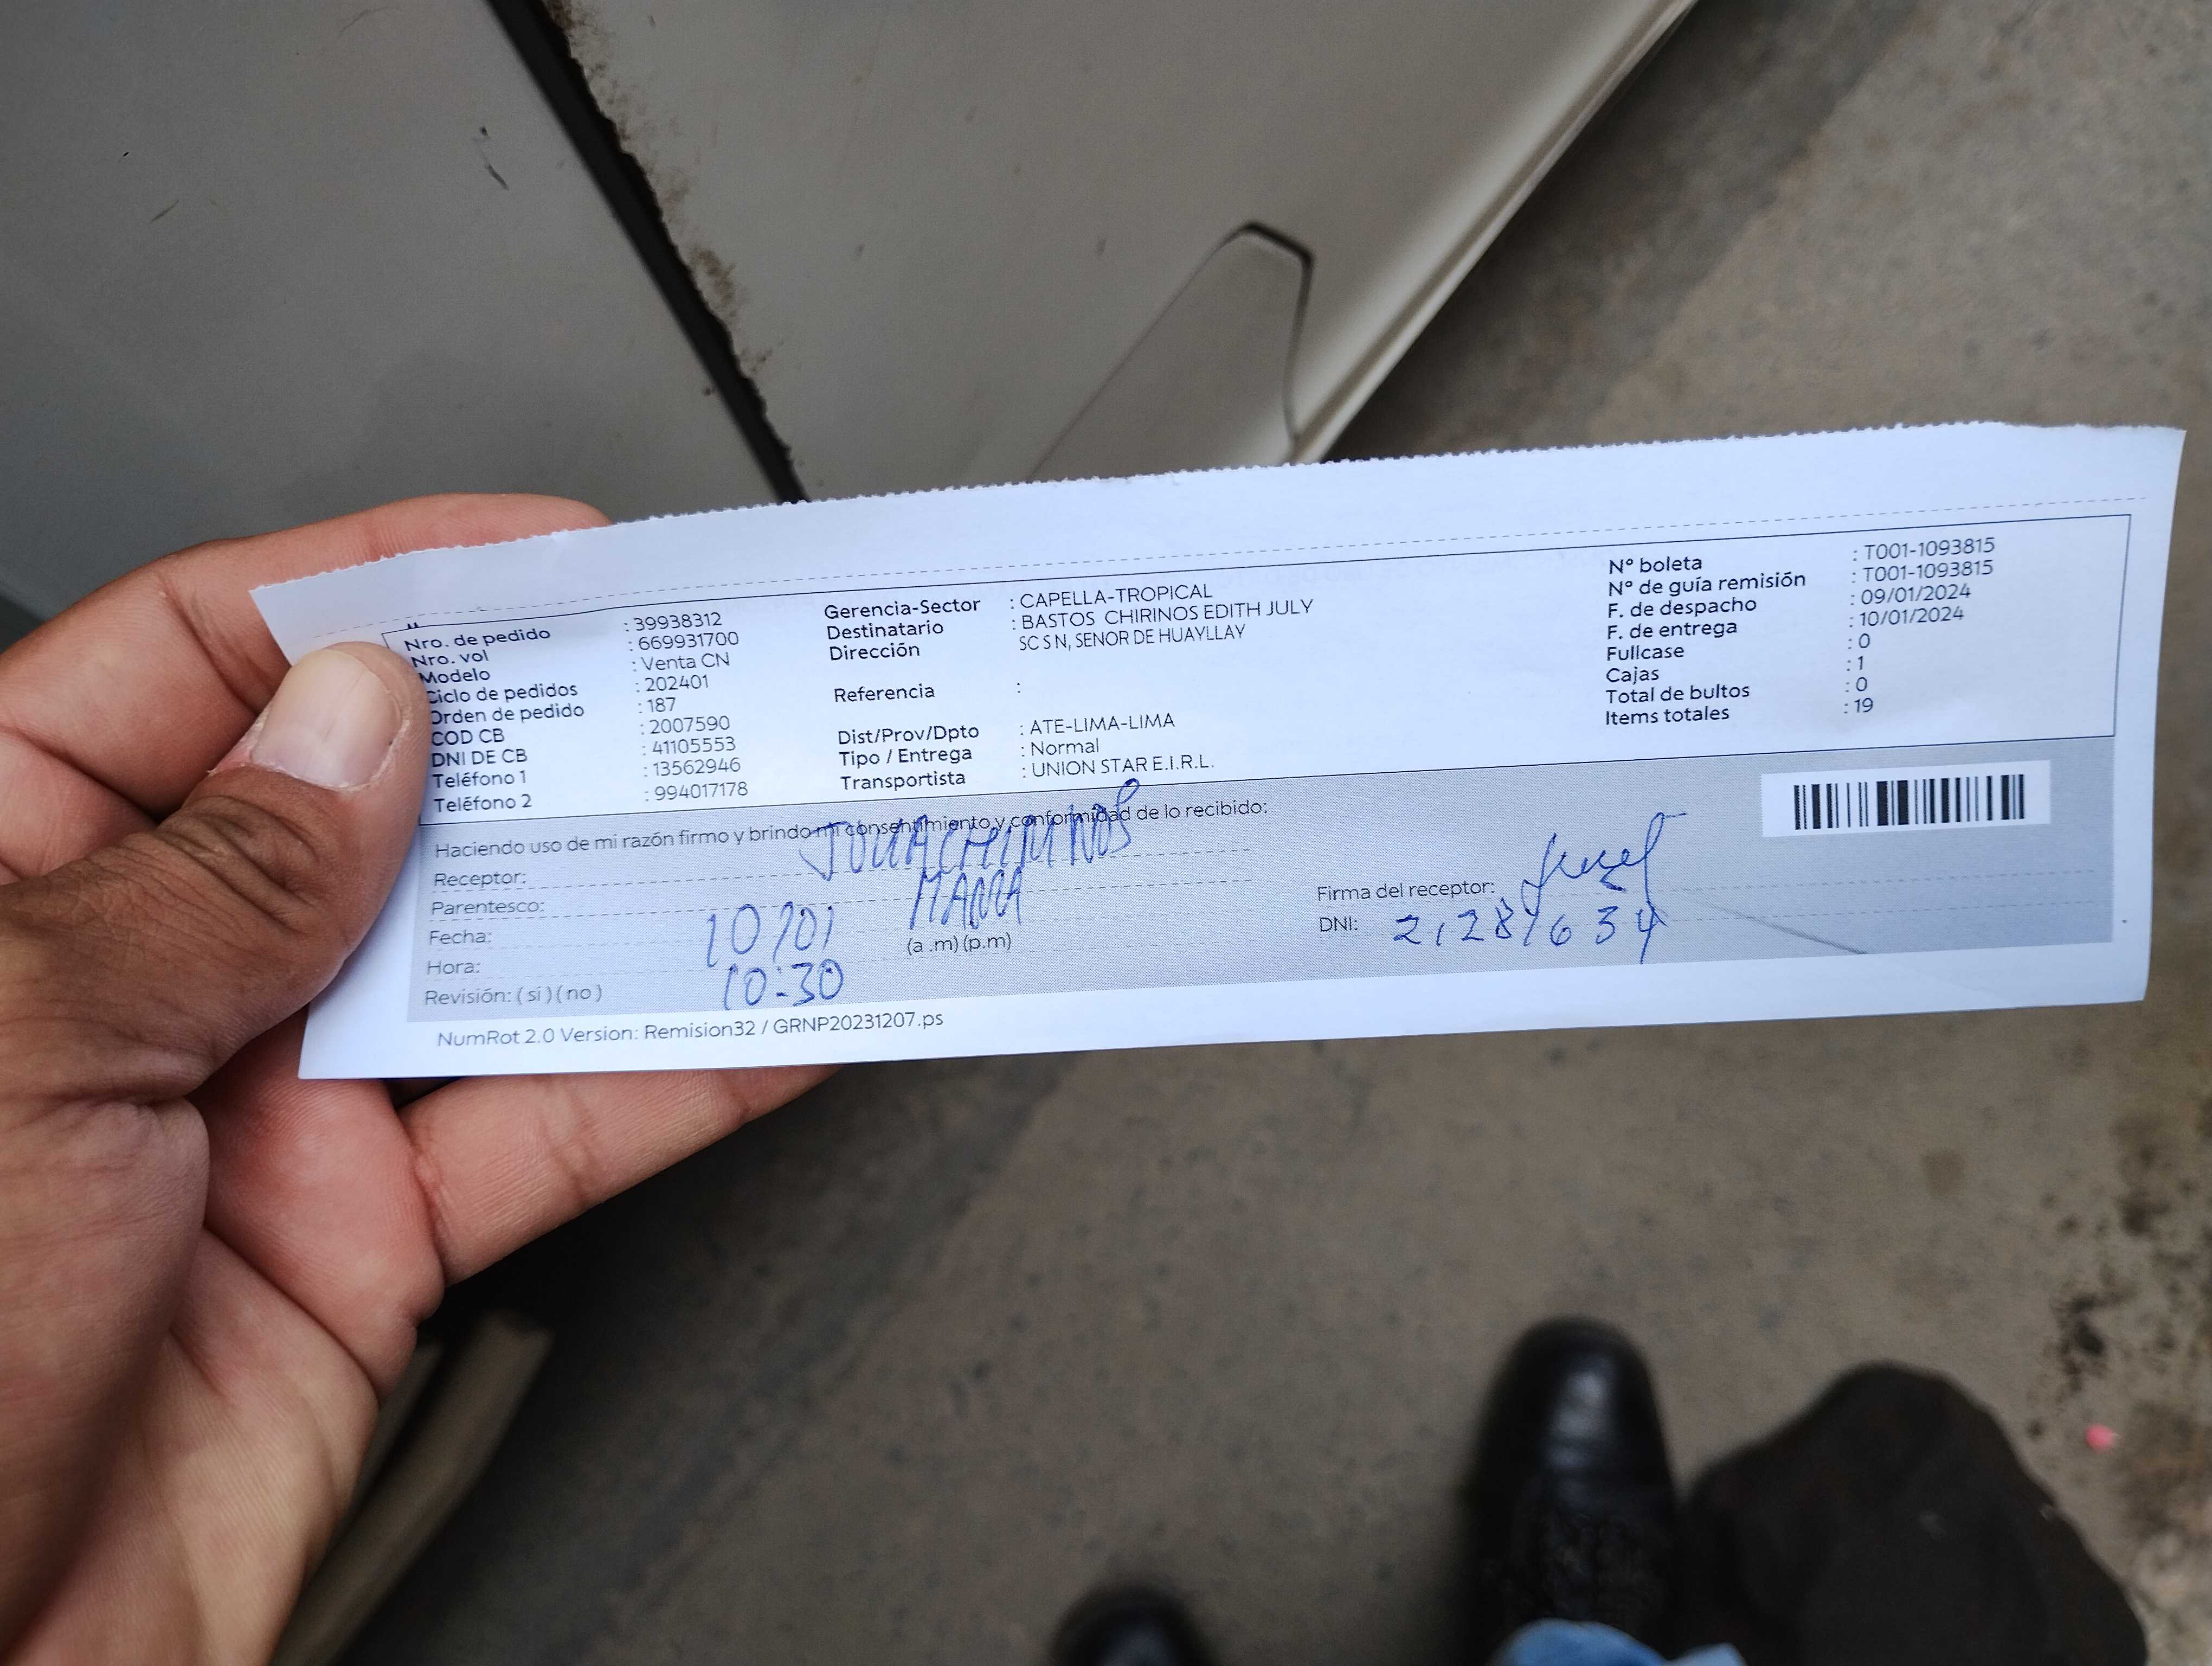 Nro. de pedido : 39938312
Nro. vol : 669931700
Modelo : Venta CN
Ciclo de pedidos : 202401
Orden de pedido : 187
COD CB : 2007590
DNI DE CB : 41105553
Teléfono 1 : 13562946
Teléfono 2 : 994017178
Gerencia-Sector : CAPELLA-TROPICAL
Destinatario : BASTOS CHIRINOS EDITH JULY
Dirección SC S N, SENOR DE HUAYLLAY
Referencia :
Dist/Prov/Dpto : ATE-LIMA-LIMA
Tipo / Entrega : Normal
Transportista : UNION STAR E.I.R.L.
Nº boleta : T001-1093815
Nº de guía remisión : T001-1093815
F. de despacho : 09/01/2024
F. de entrega : 10/01/2024
Fullcase : 0
Cajas : 1
Total de bultos : 0
Items totales : 19
Haciendo uso de mi razón firmo y brindo mi consentimiento y conformidad de lo recibido:
Receptor:
Parentesco:
Fecha: 10/01
Hora: 10:30 (a .m) (p.m)
Revisión: ( si ) ( no )
Firma del receptor:
DNI:
NumRot 2.0 Version: Remision32 / GRNP20231207.ps